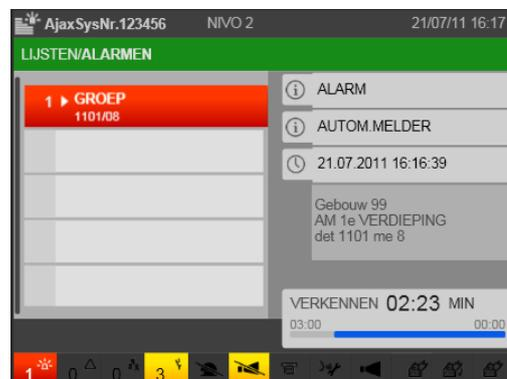 AjaxSysNr.123456 NIVO 2 21/07/11 16:17
LIJSTEN/ALARMEN
1 GROEP
1101/08
ALARM
AUTOM.MELDER
21.07.2011 16:16:39
Gebouw 99
AM 1e VERDIEPING
det 1101 me 8
VERKENNEN 02:23 MIN
03:00 00:00
1 0 0 3